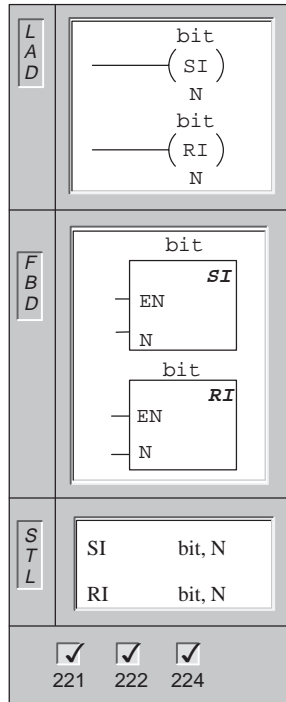 LAD
bit
SI
N
bit
RI
N
FBD
bit
SI
EN
N
bit
RI
EN
N
STL
SI bit, N
RI bit, N
221 222 224